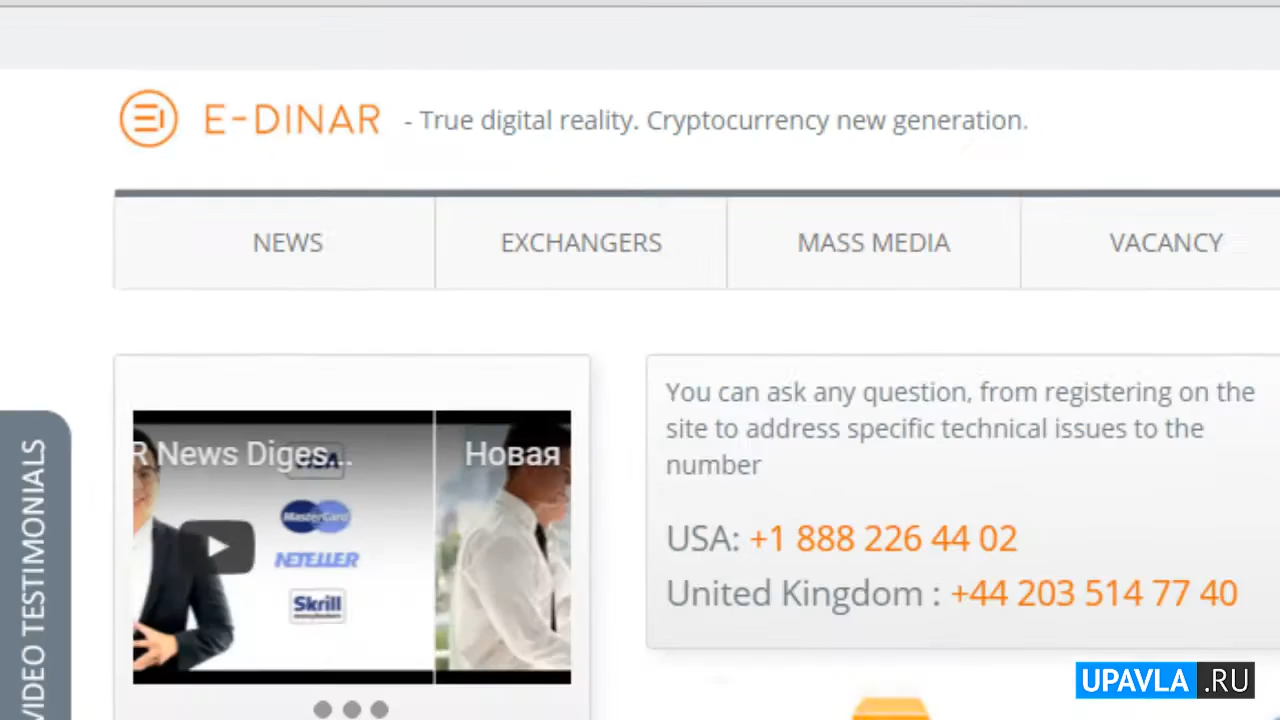 E-DINAR - True digital reality. Cryptocurrency new generation.
NEWS EXCHANGERS MASS MEDIA VACANCY
You can ask any question, from registering on the
site to address specific technical issues to the
number
USA: +1 888 226 44 02
United Kingdom : +44 203 514 77 40
R News Diges...
Новая
VISA
MasterCard
NETELLER
Skrill
VIDEO TESTIMONIALS
UPAVLA.RU